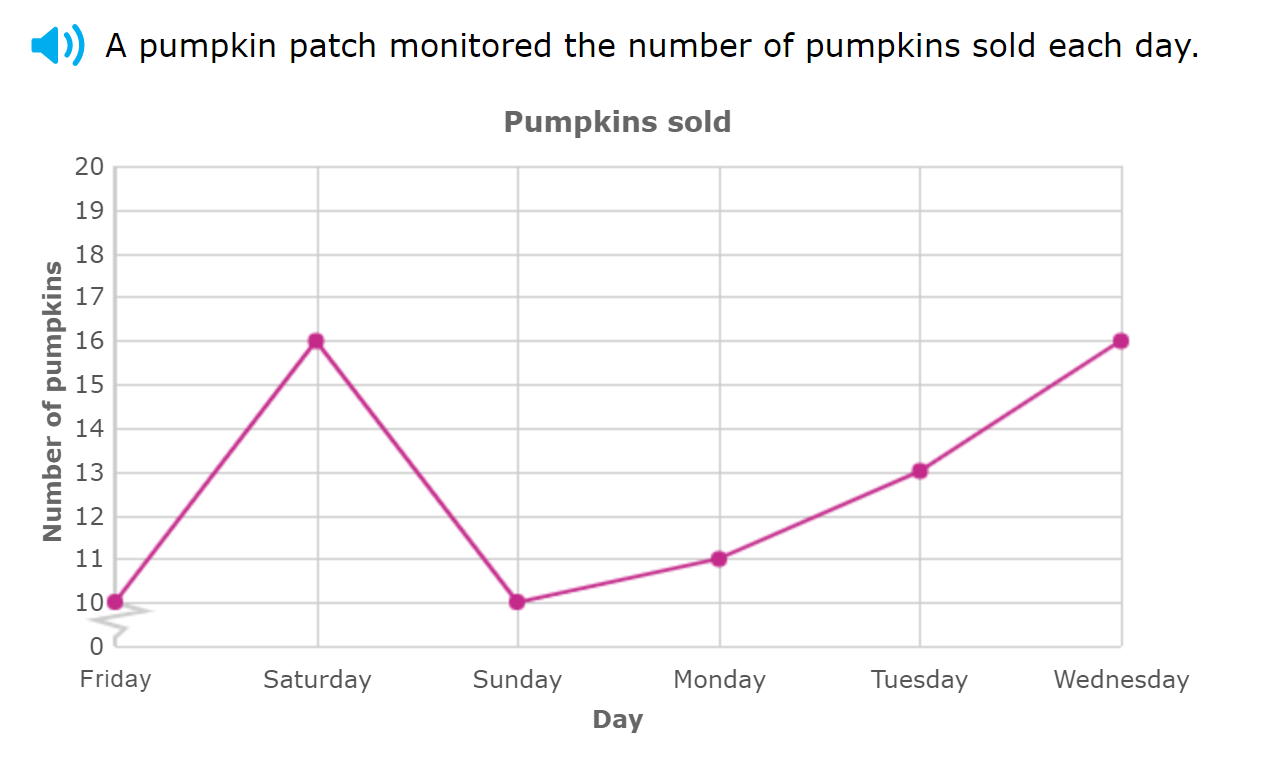 A pumpkin patch monitored the number of pumpkins sold each day.
Pumpkins sold
Number of pumpkins
20
19
18
17
16
15
14
13
12
11
10
0
Friday Saturday Sunday Monday Tuesday Wednesday
Day